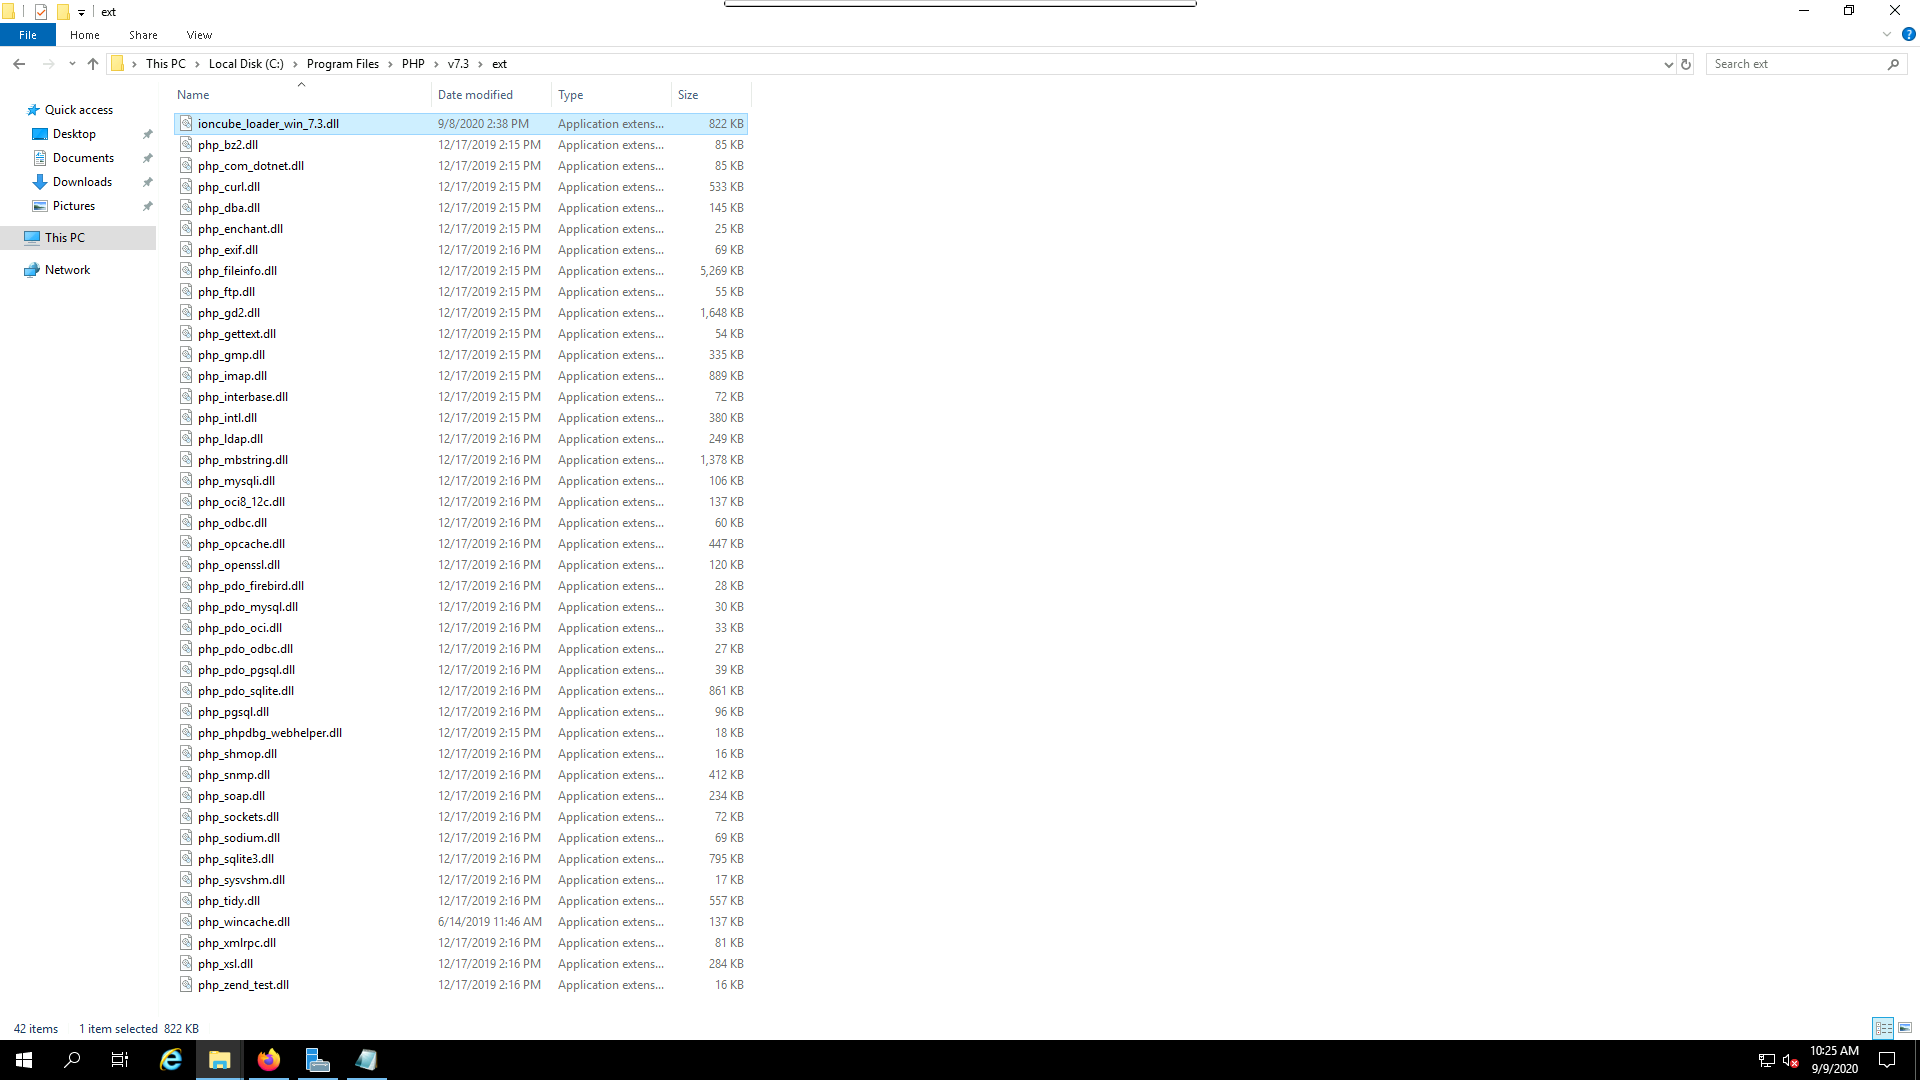 ext
File Home Share View
This PC Local Disk (C:) Program Files PHP v7.3 ext Search ext
Name Date modified Type Size
Quick access
Desktop
Documents
Downloads
Pictures
This PC
Network
ioncube_loader_win_7.3.dll 9/8/2020 2:38 PM Application extens... 822 KB
php_bz2.dll 12/17/2019 2:15 PM Application extens... 85 KB
php_com_dotnet.dll 12/17/2019 2:15 PM Application extens... 85 KB
php_curl.dll 12/17/2019 2:15 PM Application extens... 533 KB
php_dba.dll 12/17/2019 2:15 PM Application extens... 145 KB
php_enchant.dll 12/17/2019 2:15 PM Application extens... 25 KB
php_exif.dll 12/17/2019 2:16 PM Application extens... 69 KB
php_fileinfo.dll 12/17/2019 2:15 PM Application extens... 5,269 KB
php_ftp.dll 12/17/2019 2:15 PM Application extens... 55 KB
php_gd2.dll 12/17/2019 2:15 PM Application extens... 1,648 KB
php_gettext.dll 12/17/2019 2:15 PM Application extens... 54 KB
php_gmp.dll 12/17/2019 2:15 PM Application extens... 335 KB
php_imap.dll 12/17/2019 2:15 PM Application extens... 889 KB
php_interbase.dll 12/17/2019 2:15 PM Application extens... 72 KB
php_intl.dll 12/17/2019 2:15 PM Application extens... 380 KB
php_ldap.dll 12/17/2019 2:16 PM Application extens... 249 KB
php_mbstring.dll 12/17/2019 2:16 PM Application extens... 1,378 KB
php_mysqli.dll 12/17/2019 2:16 PM Application extens... 106 KB
php_oci8_12c.dll 12/17/2019 2:16 PM Application extens... 137 KB
php_odbc.dll 12/17/2019 2:16 PM Application extens... 60 KB
php_opcache.dll 12/17/2019 2:16 PM Application extens... 447 KB
php_openssl.dll 12/17/2019 2:16 PM Application extens... 120 KB
php_pdo_firebird.dll 12/17/2019 2:16 PM Application extens... 28 KB
php_pdo_mysql.dll 12/17/2019 2:16 PM Application extens... 30 KB
php_pdo_oci.dll 12/17/2019 2:16 PM Application extens... 33 KB
php_pdo_odbc.dll 12/17/2019 2:16 PM Application extens... 27 KB
php_pdo_pgsql.dll 12/17/2019 2:16 PM Application extens... 39 KB
php_pdo_sqlite.dll 12/17/2019 2:16 PM Application extens... 861 KB
php_pgsql.dll 12/17/2019 2:16 PM Application extens... 96 KB
php_phpdbg_webhelper.dll 12/17/2019 2:15 PM Application extens... 18 KB
php_shmop.dll 12/17/2019 2:16 PM Application extens... 16 KB
php_snmp.dll 12/17/2019 2:16 PM Application extens... 412 KB
php_soap.dll 12/17/2019 2:16 PM Application extens... 234 KB
php_sockets.dll 12/17/2019 2:16 PM Application extens... 72 KB
php_sodium.dll 12/17/2019 2:16 PM Application extens... 69 KB
php_sqlite3.dll 12/17/2019 2:16 PM Application extens... 795 KB
php_sysvshm.dll 12/17/2019 2:16 PM Application extens... 17 KB
php_tidy.dll 12/17/2019 2:16 PM Application extens... 557 KB
php_wincache.dll 6/14/2019 11:46 AM Application extens... 137 KB
php_xmlrpc.dll 12/17/2019 2:16 PM Application extens... 81 KB
php_xsl.dll 12/17/2019 2:16 PM Application extens... 284 KB
php_zend_test.dll 12/17/2019 2:16 PM Application extens... 16 KB
42 items 1 item selected 822 KB
10:25 AM
9/9/2020